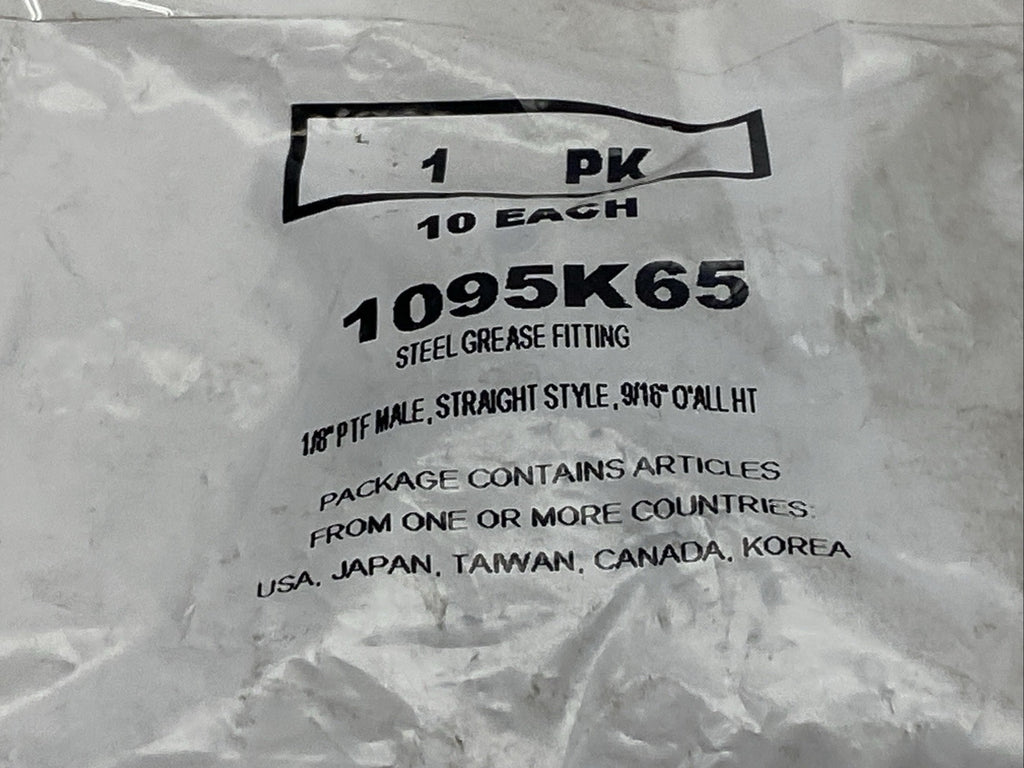 1 PK
10 EACH
1095K65
STEEL GREASE FITTING
1/8" PTF MALE, STRAIGHT STYLE, 9/16" O'ALL HT
PACKAGE CONTAINS ARTICLES
FROM ONE OR MORE COUNTRIES:
USA, JAPAN, TAIWAN, CANADA, KOREA